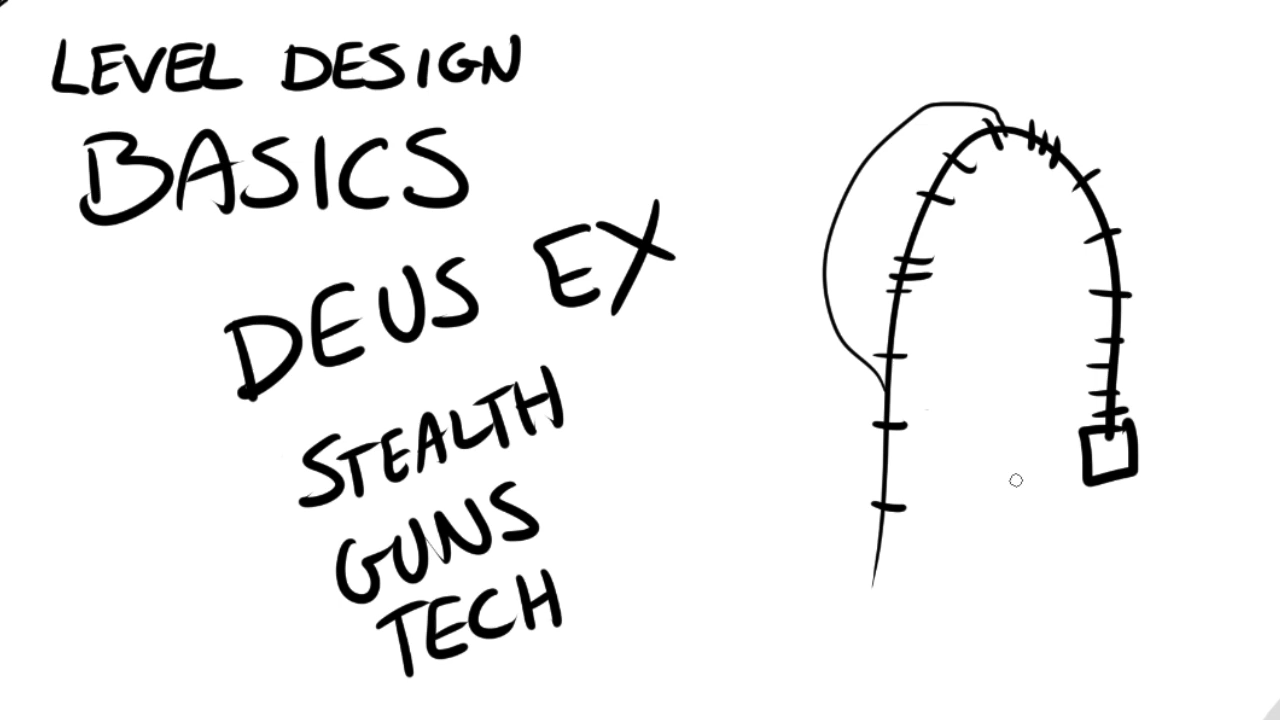 LEVEL DESIGN
BASICS
DEUS EX
STEALTH
GUNS
TECH